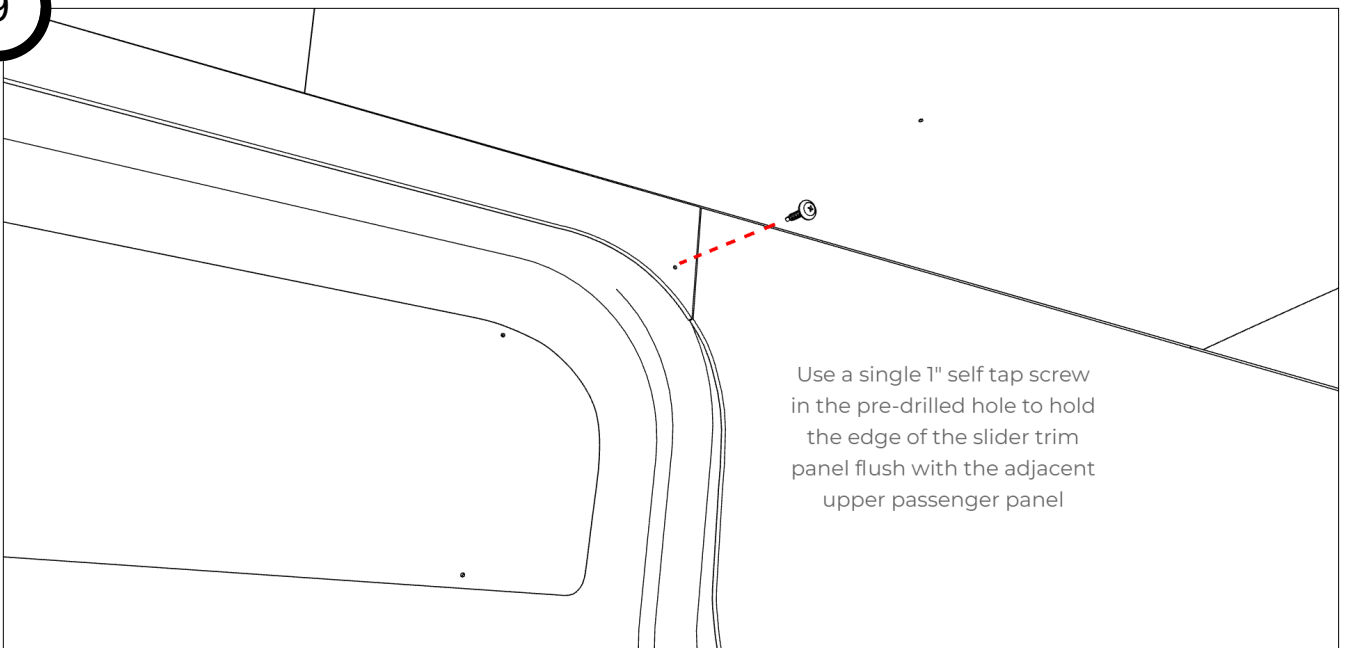 9
Use a single 1" self tap screw
in the pre-drilled hole to hold
the edge of the slider trim
panel flush with the adjacent
upper passenger panel